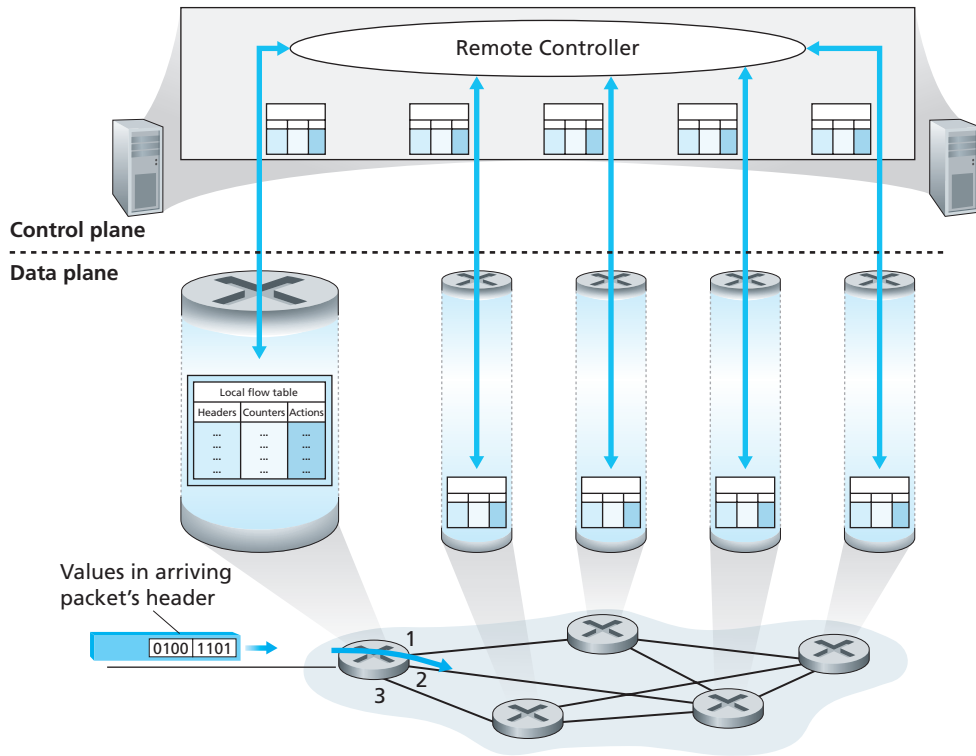 Remote Controller
Control plane
Data plane
Local flow table
Headers Counters Actions
... ... ...
... ... ...
... ... ...
... ... ...
Values in arriving
packet's header
0100 1101
1
2
3